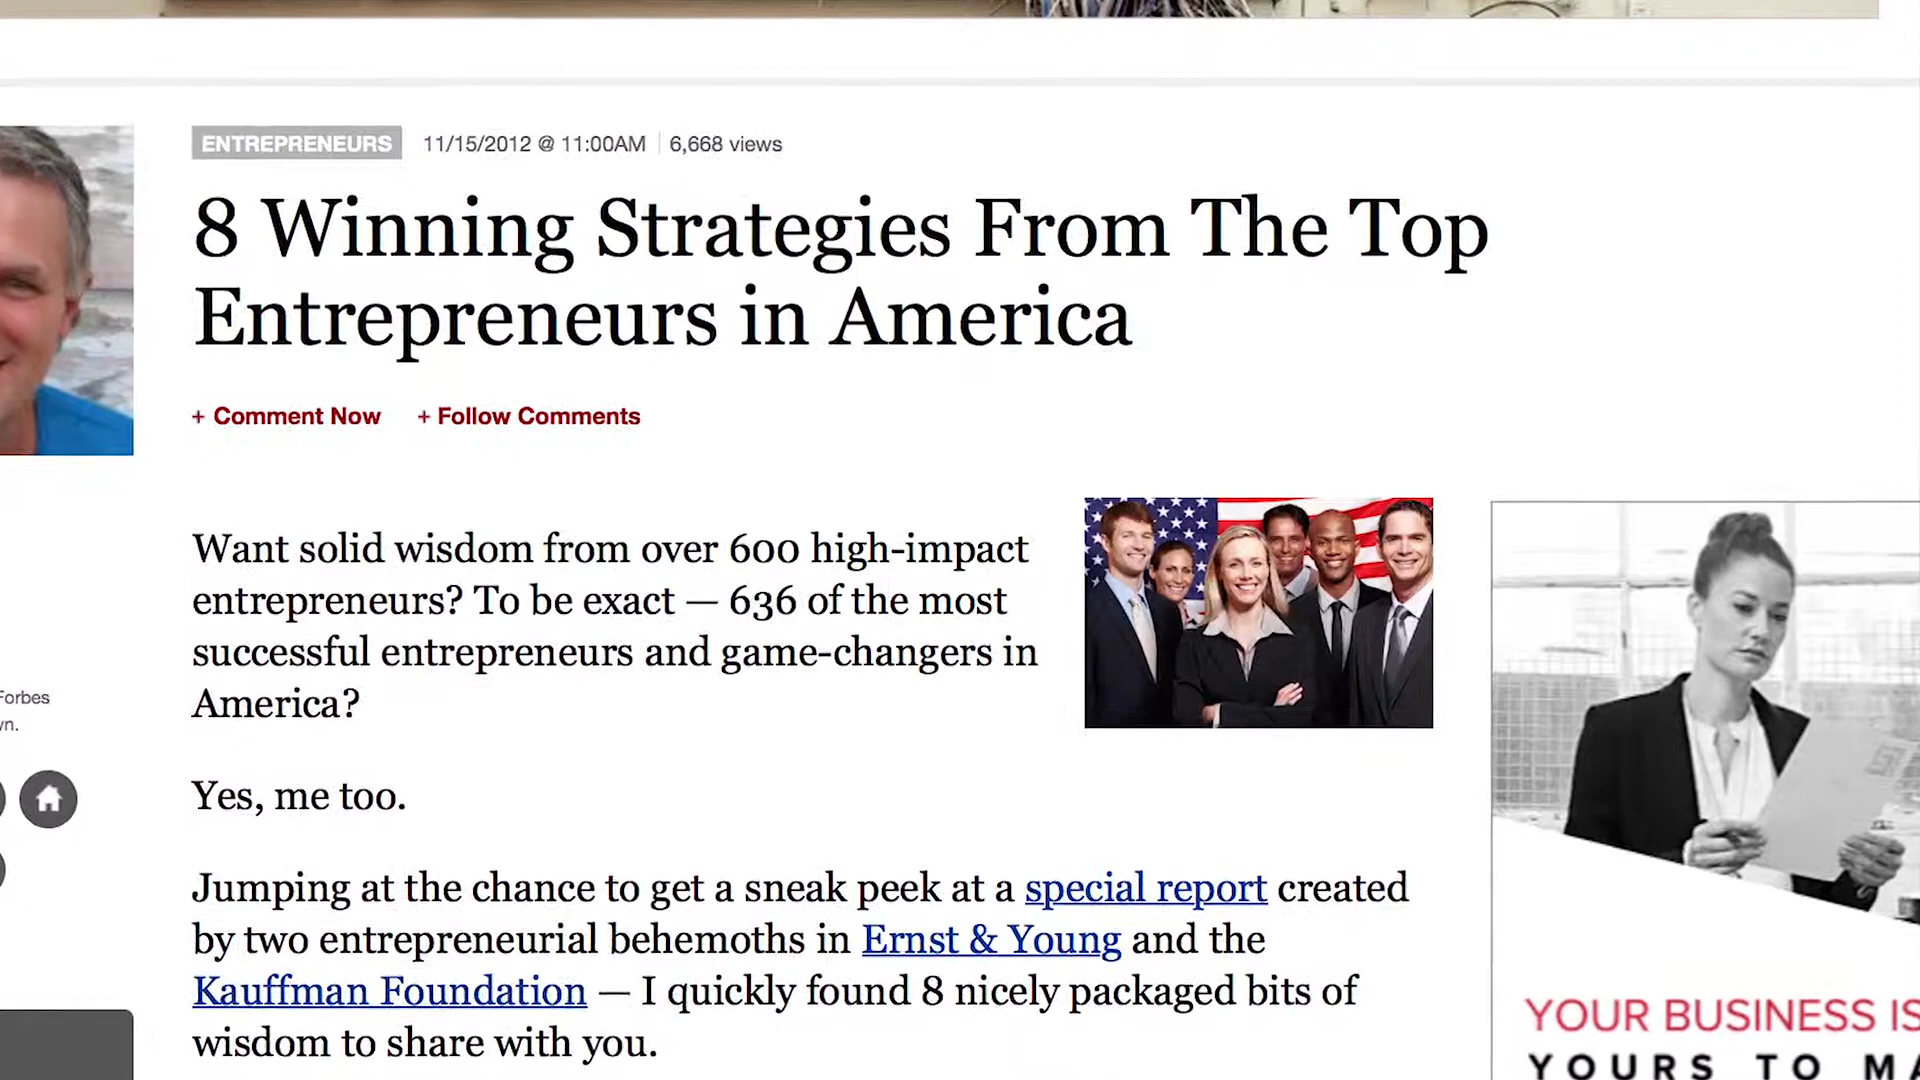 ENTREPRENEURS 11/15/2012 @ 11:00AM 6,668 views
8 Winning Strategies From The Top
Entrepreneurs in America
+ Comment Now + Follow Comments
Want solid wisdom from over 600 high-impact
entrepreneurs? To be exact — 636 of the most
successful entrepreneurs and game-changers in
America?
Yes, me too.
Jumping at the chance to get a sneak peek at a special report created
by two entrepreneurial behemoths in Ernst & Young and the
Kauffman Foundation — I quickly found 8 nicely packaged bits of
wisdom to share with you.
Forbes
YOUR BUSINESS IS
YOURS TO